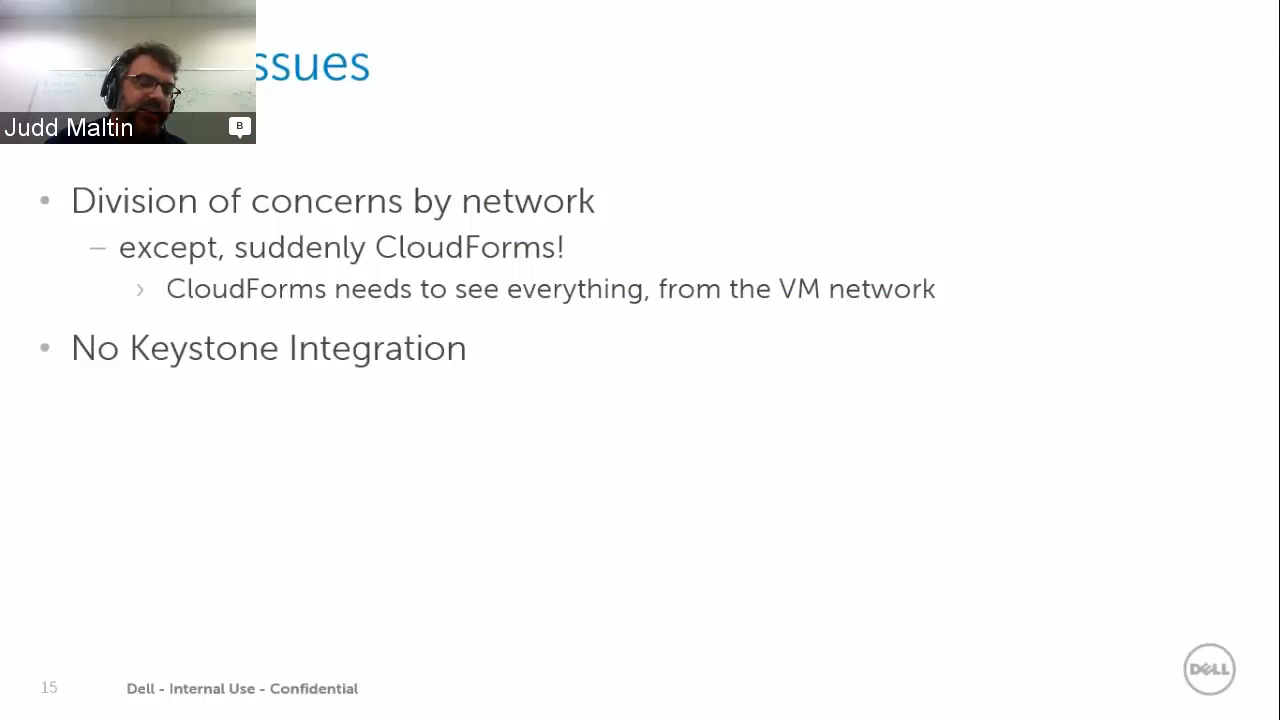 ssues
Judd Maltin
B
• Division of concerns by network
– except, suddenly CloudForms!
› CloudForms needs to see everything, from the VM network
• No Keystone Integration
15
Dell - Internal Use - Confidential
DELL